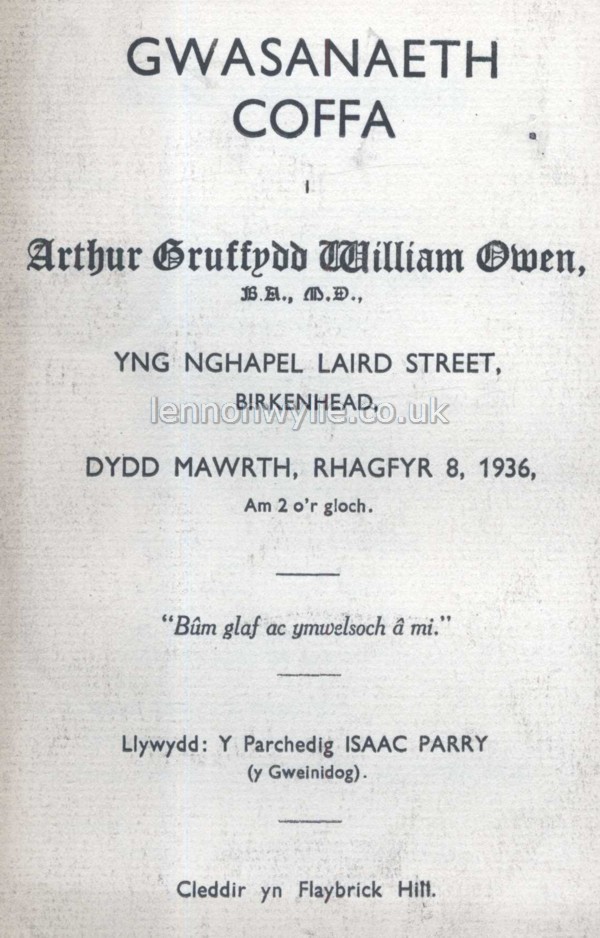 GWASANAETH
COFFA
I
Arthur Gruffydd William Owen,
B.A., M.D.,
YNG NGHAPEL LAIRD STREET,
BIRKENHEAD,
lennonwylie.co.uk
DYDD MAWRTH, RHAGFYR 8, 1936,
Am 2 o'r gloch.
"Bûm glaf ac ymwelsoch â mi."
Llywydd: Y Parchedig ISAAC PARRY
(y Gweinidog).
Cleddir yn Flaybrick Hill.